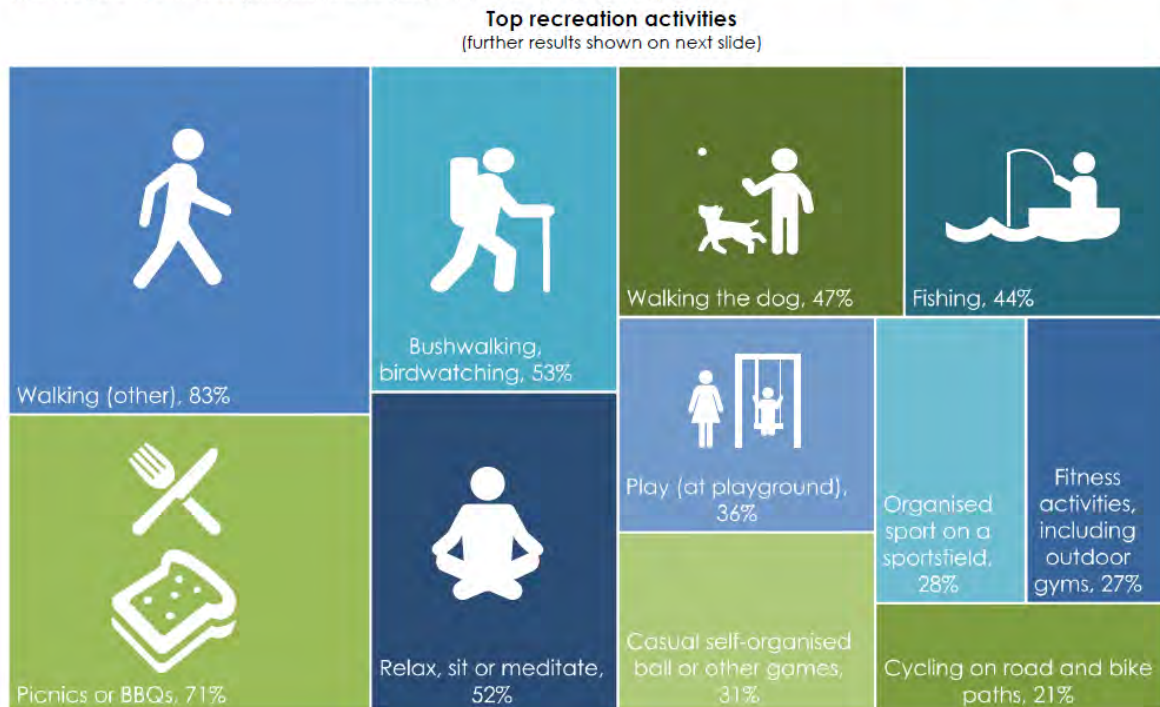 Top recreation activities
(further results shown on next slide)
Walking (other), 83%
Picnics or BBQs, 71%
Bushwalking,
birdwatching, 53%
Relax, sit or meditate,
52%
Walking the dog, 47%
Fishing, 44%
Play (at playground),
36%
Casual self-organised
ball or other games,
31%
Organised
sport on a
sportsfield,
28%
Fitness
activities,
including
outdoor
gyms, 27%
Cycling on road and bike
paths, 21%